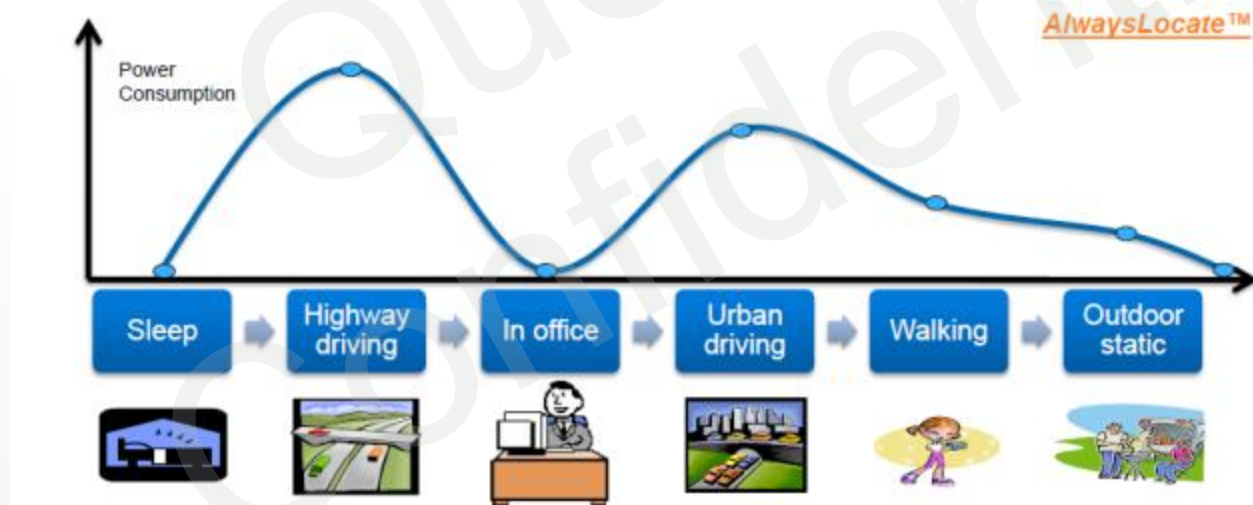 AlwaysLocate™
Power
Consumption
Sleep
Highway
driving
In office
Urban
driving
Walking
Outdoor
static